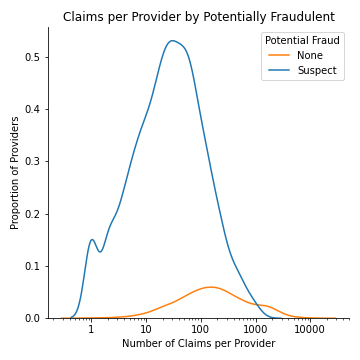 Claims per Provider by Potentially Fraudulent
Potential Fraud
None
Suspect
Proportion of Providers
0.5
0.4
0.3
0.2
0.1
0.0
1
10
100
1000
10000
Number of Claims per Provider